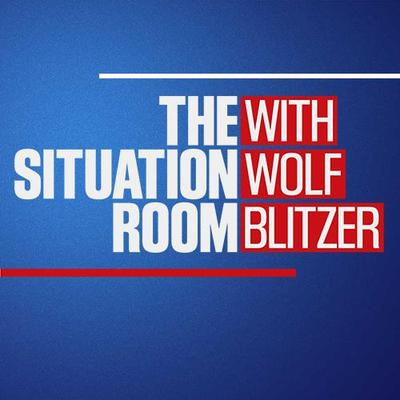 THE WITH
SITUATION WOLF
ROOM BLITZER